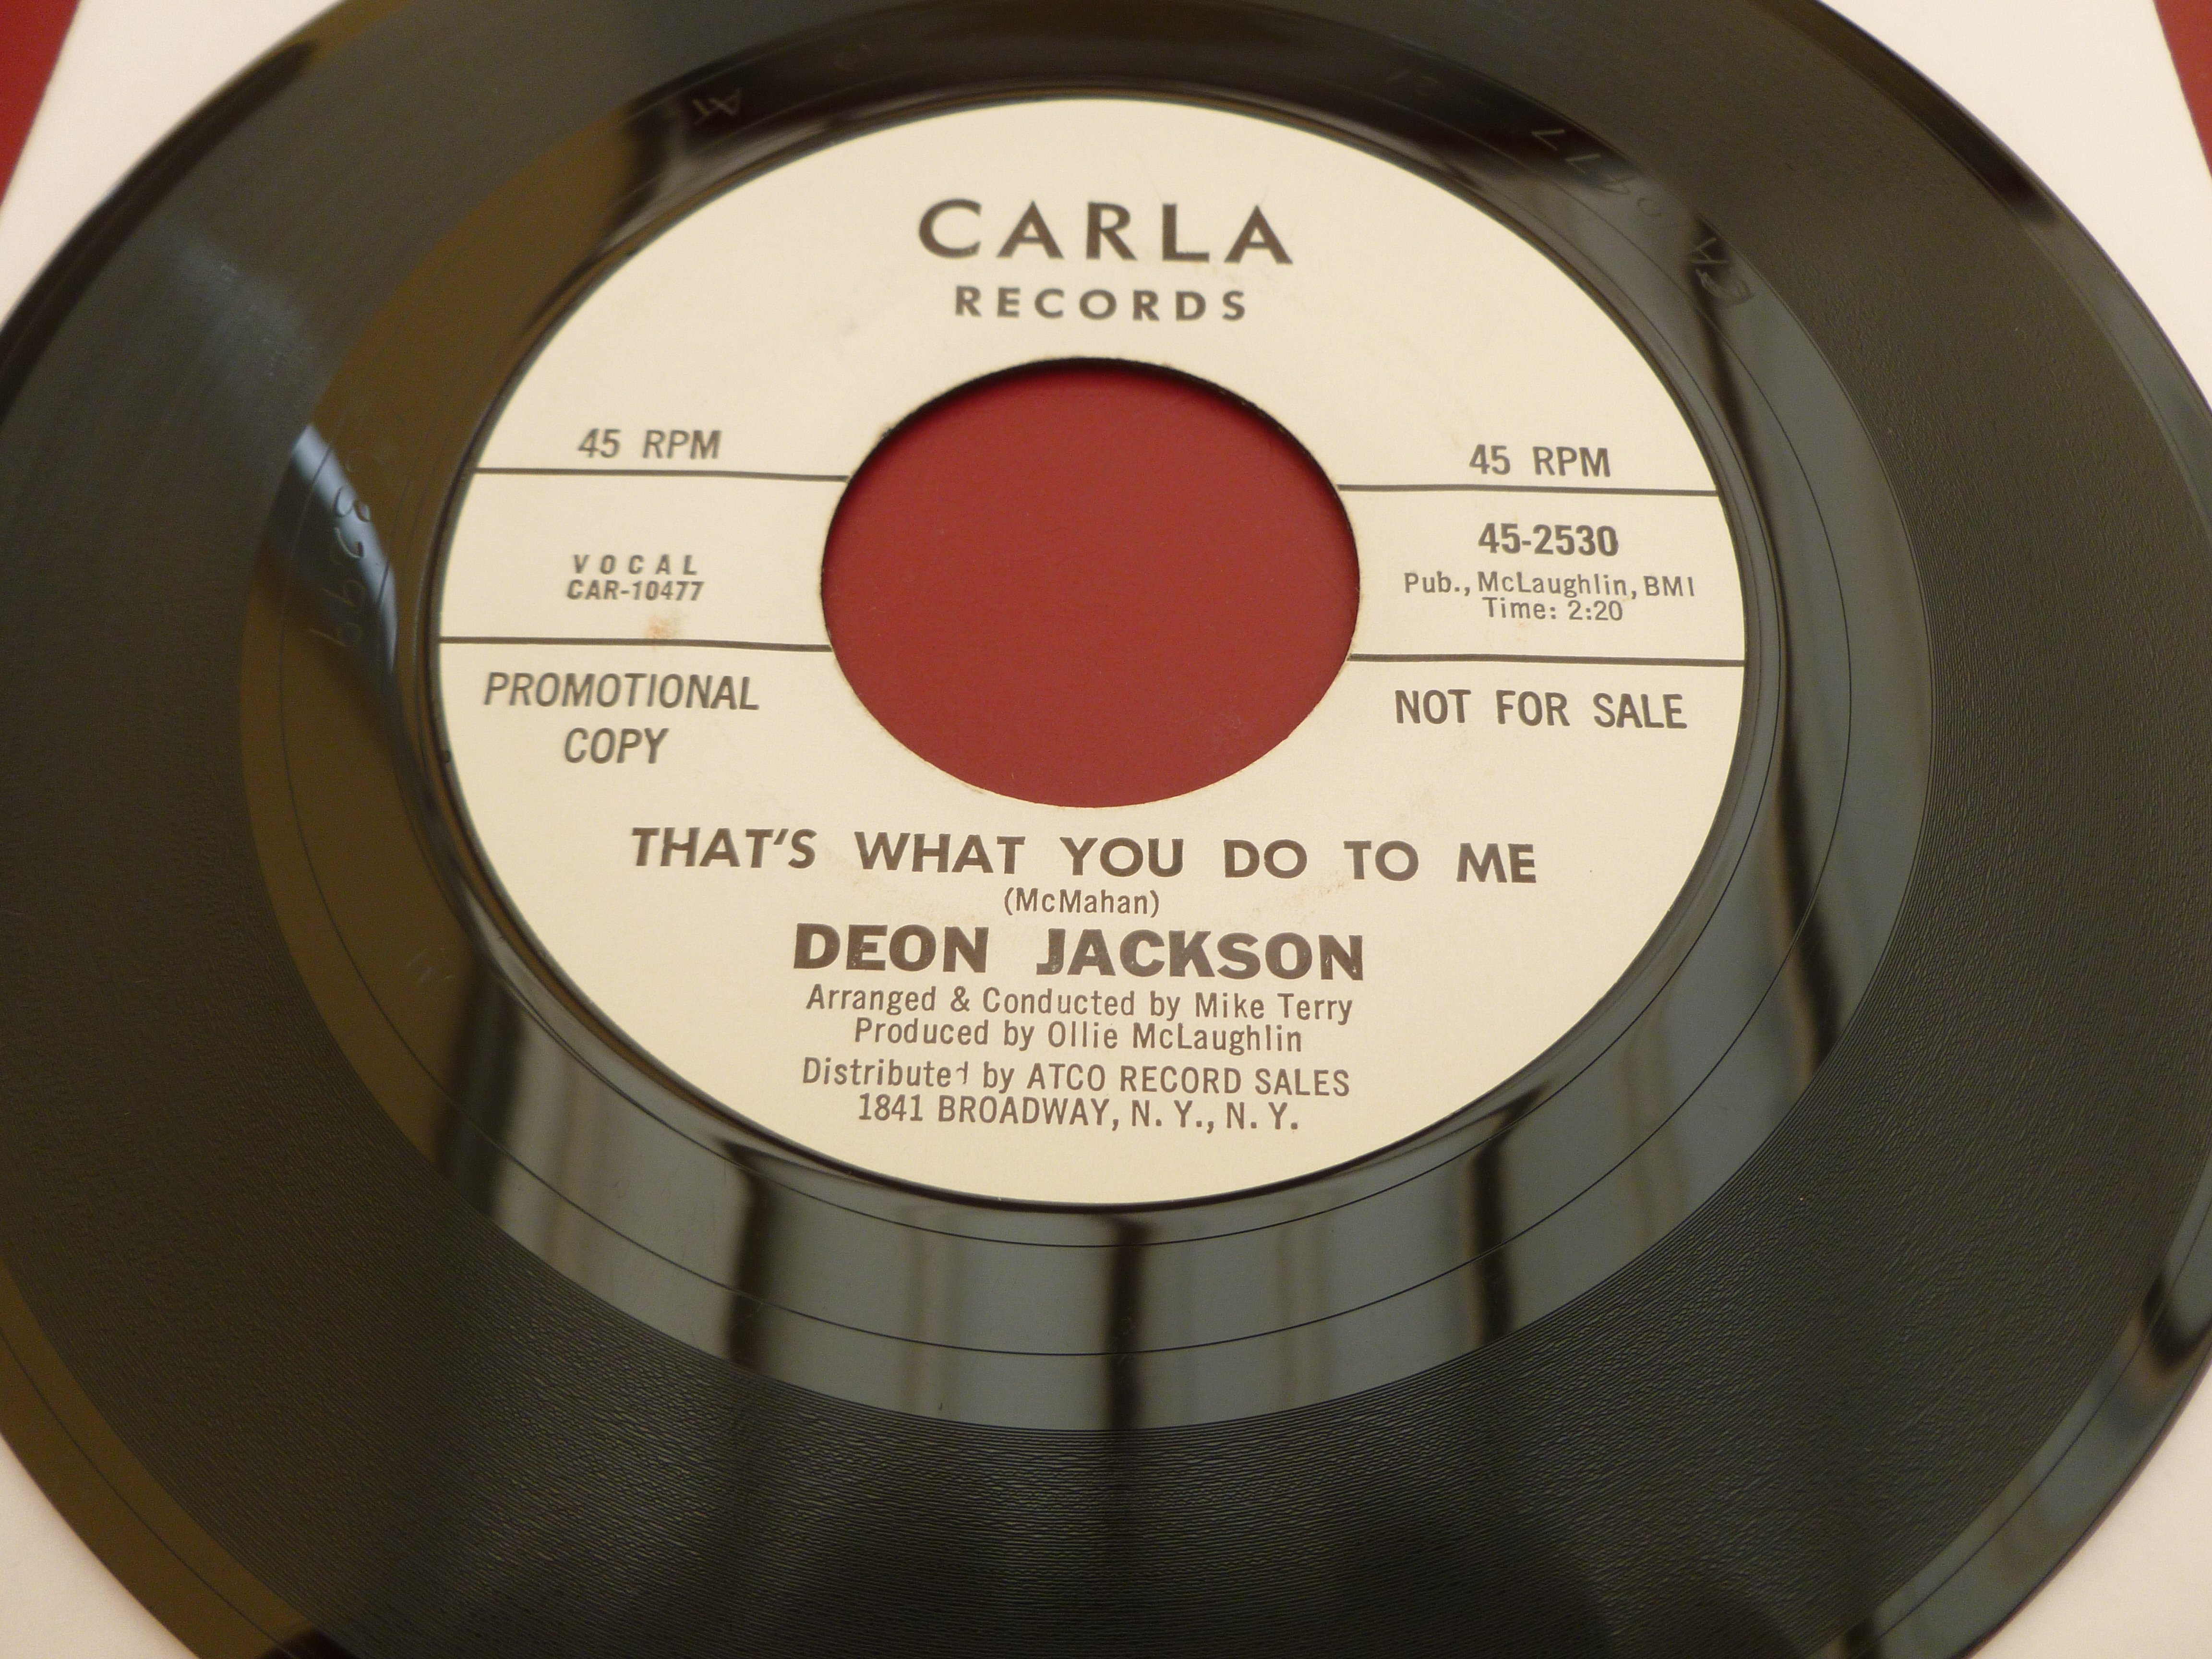 CARLA
RECORDS
45 RPM
45 RPM
VOCAL
CAR-10477
45-2530
Pub., McLaughlin, BMI
Time: 2:20
PROMOTIONAL
COPY
NOT FOR SALE
THAT'S WHAT YOU DO TO ME
(McMahan)
DEON JACKSON
Arranged & Conducted by Mike Terry
Produced by Ollie McLaughlin
Distributed by ATCO RECORD SALES
1841 BROADWAY, N. Y., N. Y.